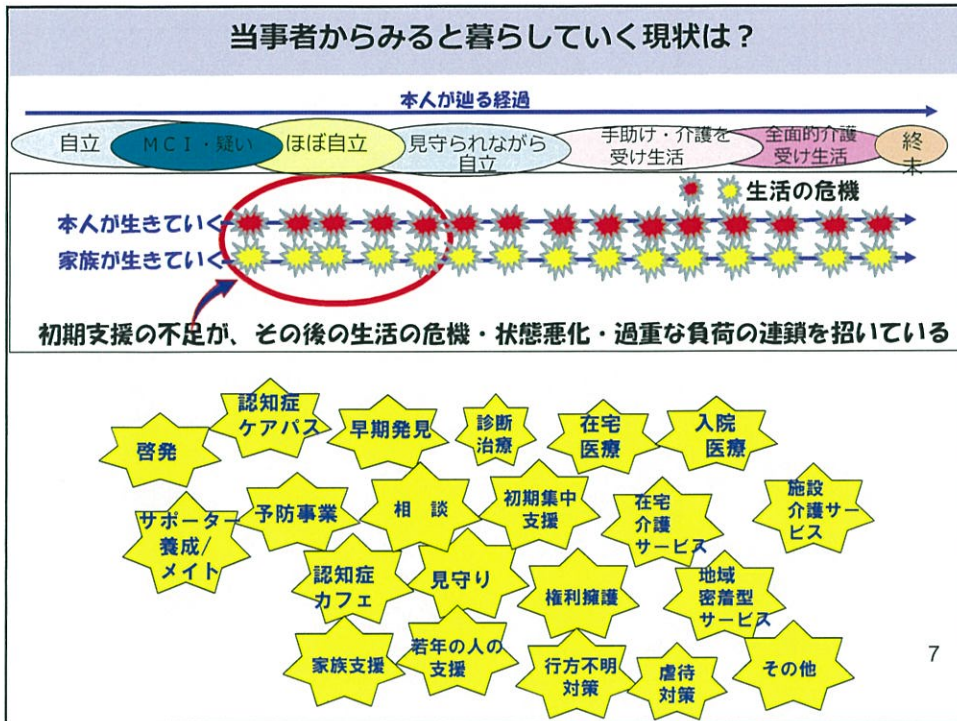 当事者からみると暮らしていく現状は？
本人が辿る経過
自立
ＭＣＩ・疑い
ほぼ自立
見守られながら
自立
手助け・介護を
受け生活
全面的介護
受け生活
終
末
生活の危機
本人が生きていく
家族が生きていく
初期支援の不足が、その後の生活の危機・状態悪化・過重な負荷の連鎖を招いている
啓発
認知症
ケアパス
早期発見
診断
治療
在宅
医療
入院
医療
サポーター
養成/
メイト
予防事業
相　談
初期集中
支援
在宅
介護
サービス
施設
介護サー
ビス
認知症
カフェ
見守り
権利擁護
地域
密着型
サービス
家族支援
若年の人の
支援
行方不明
対策
虐待
対策
その他
7